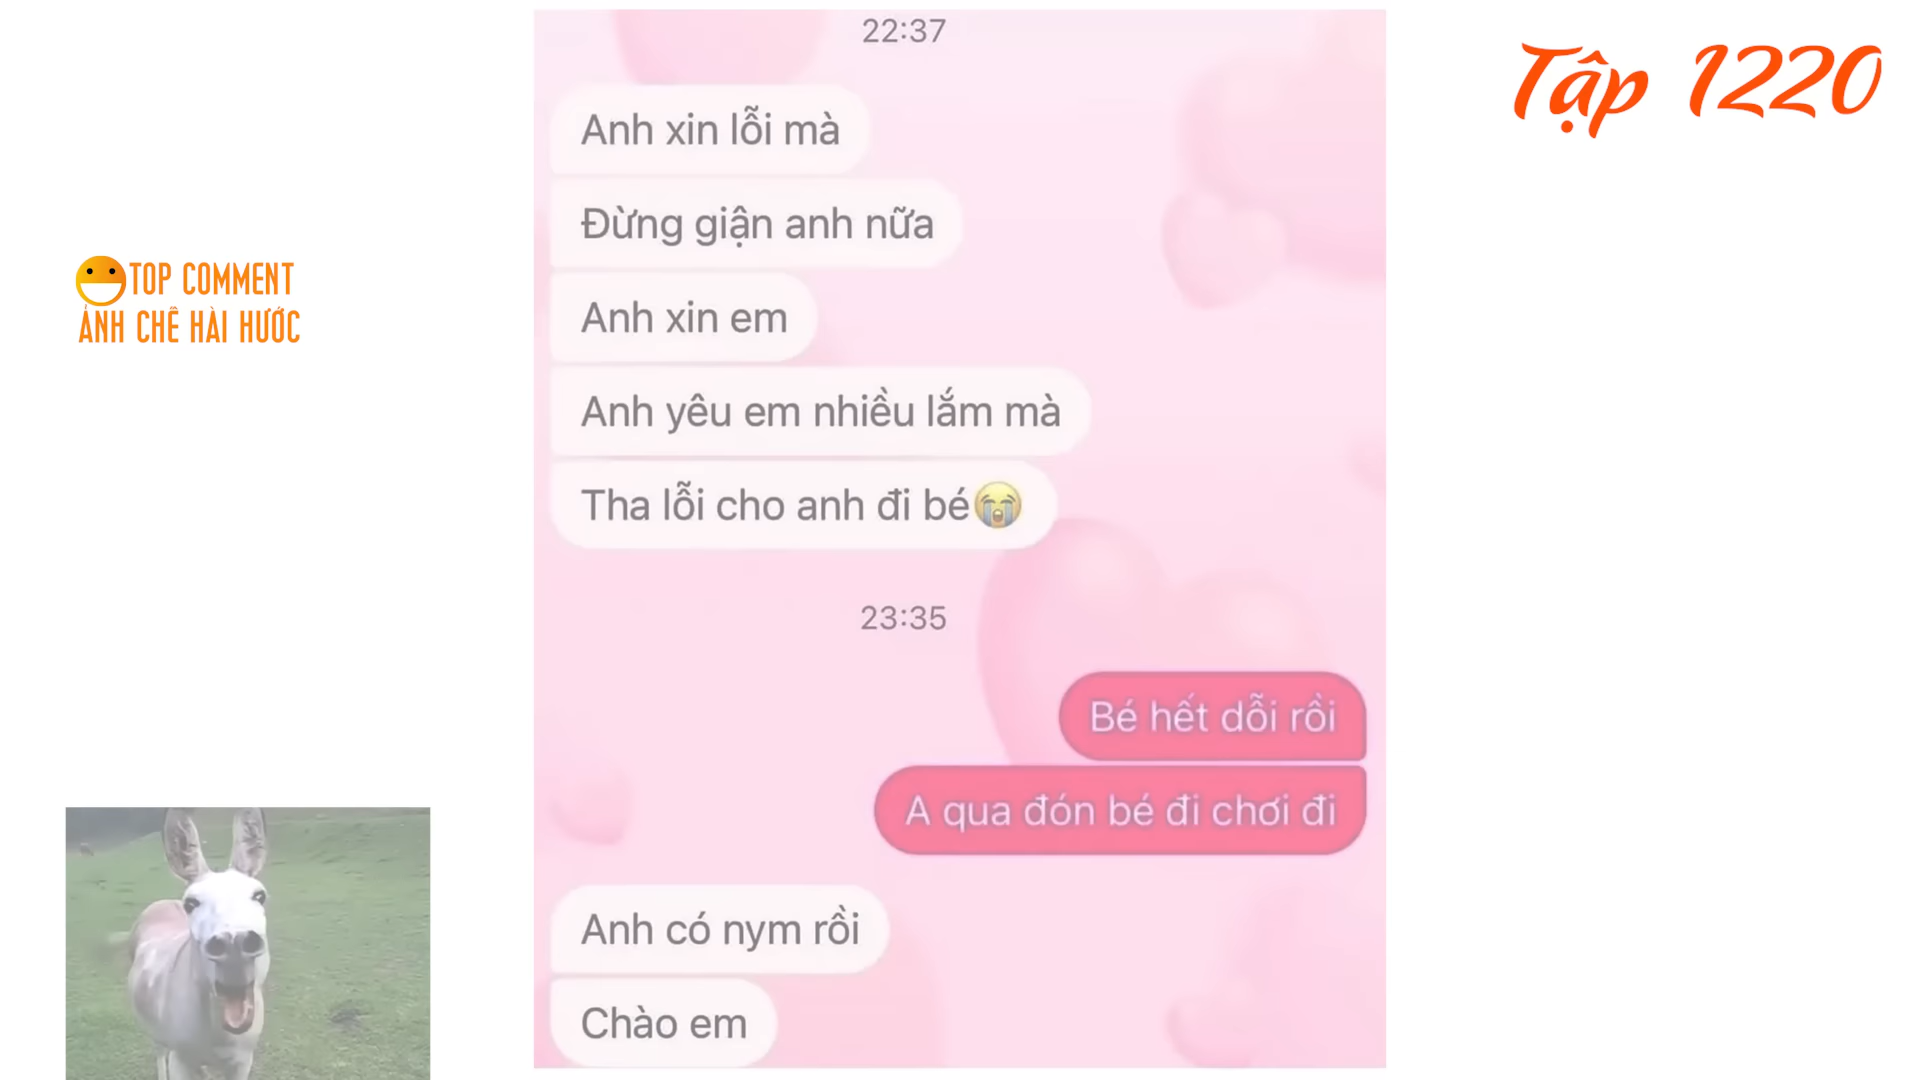 22:37
Tập 1220
Anh xin lỗi mà
Đừng giận anh nữa
TOP COMMENT
ẢNH CHẾ HÀI HƯỚC
Anh xin em
Anh yêu em nhiều lắm mà
Tha lỗi cho anh đi bé😭
23:35
Bé hết dỗi rồi
A qua đón bé đi chơi đi
Anh có nym rồi
Chào em